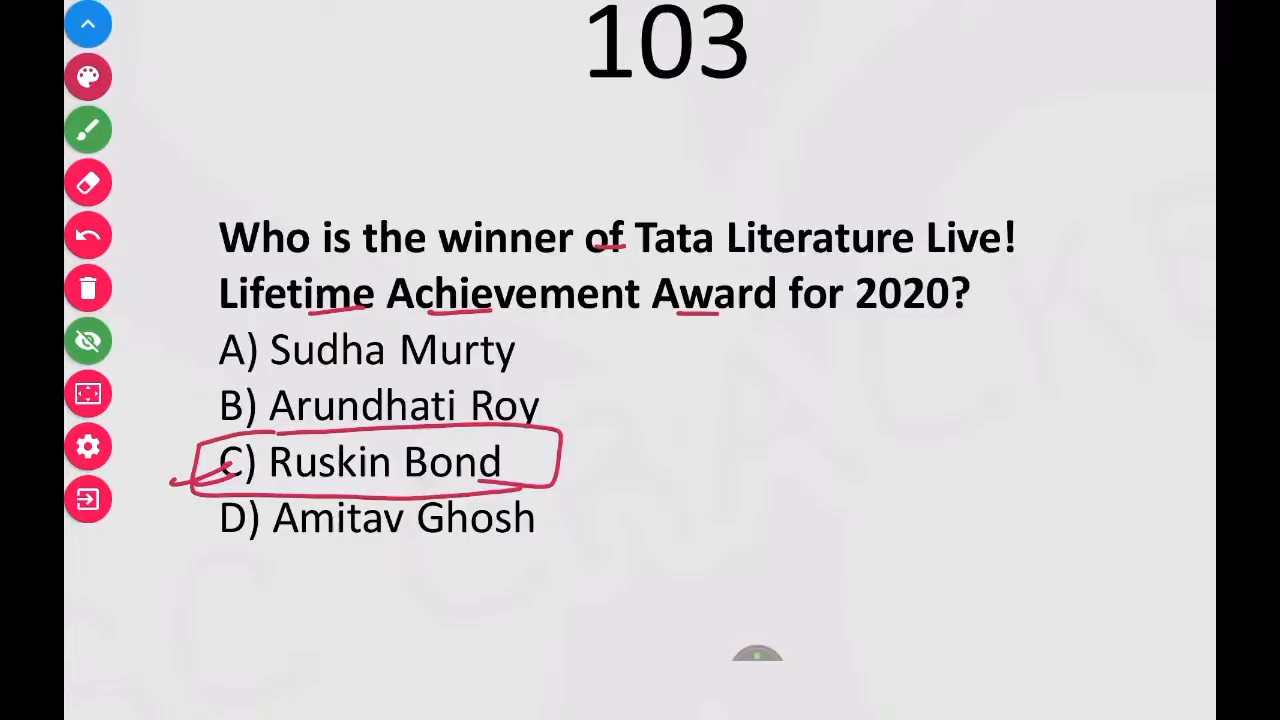 103
Who is the winner of Tata Literature Live!
Lifetime Achievement Award for 2020?
A) Sudha Murty
B) Arundhati Roy
C) Ruskin Bond
D) Amitav Ghosh